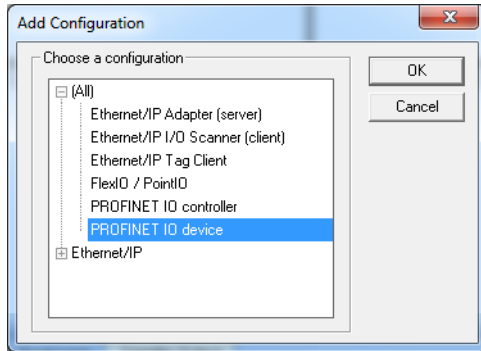 Add Configuration
Choose a configuration
OK
Cancel
(All)
Ethernet/IP Adapter (server)
Ethernet/IP I/O Scanner (client)
Ethernet/IP Tag Client
FlexIO / PointIO
PROFINET IO controller
PROFINET IO device
Ethernet/IP